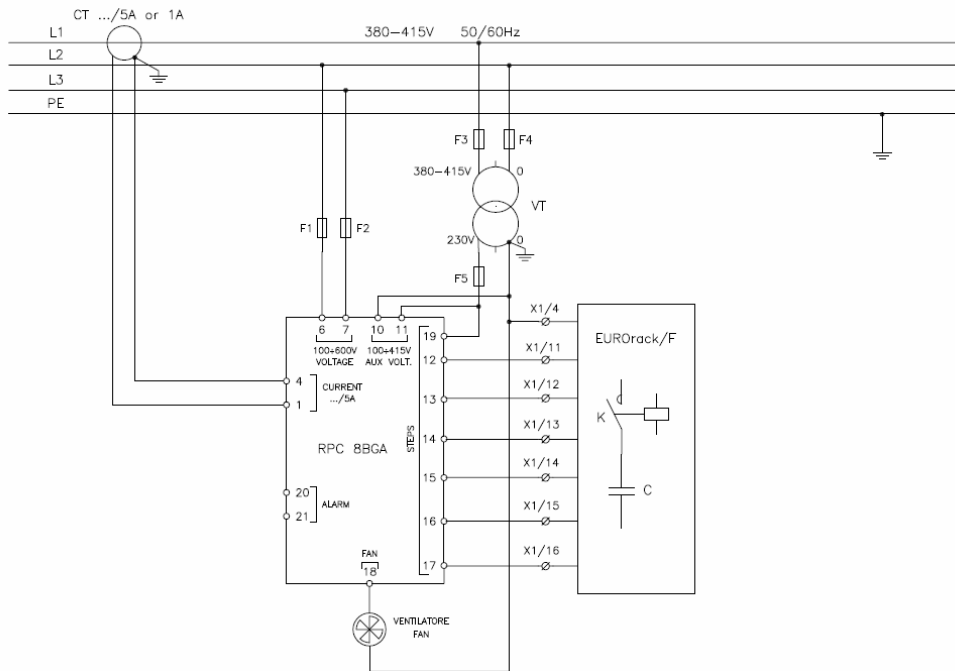 CT .../5A or 1A
L1
380-415V 50/60Hz
L2
L3
PE
F3
F4
380-415V
0
VT
F1
F2
230V
0
F5
6 7 10 11
100÷600V
VOLTAGE
100÷415V
AUX VOLT.
19
X1/4
EUROrack/F
12
X1/11
4
CURRENT
.../5A
1
13
X1/12
K
STEPS
RPC 8BGA
14
X1/13
15
X1/14
C
20
21
ALARM
16
X1/15
FAN
18
17
X1/16
VENTILATORE
FAN